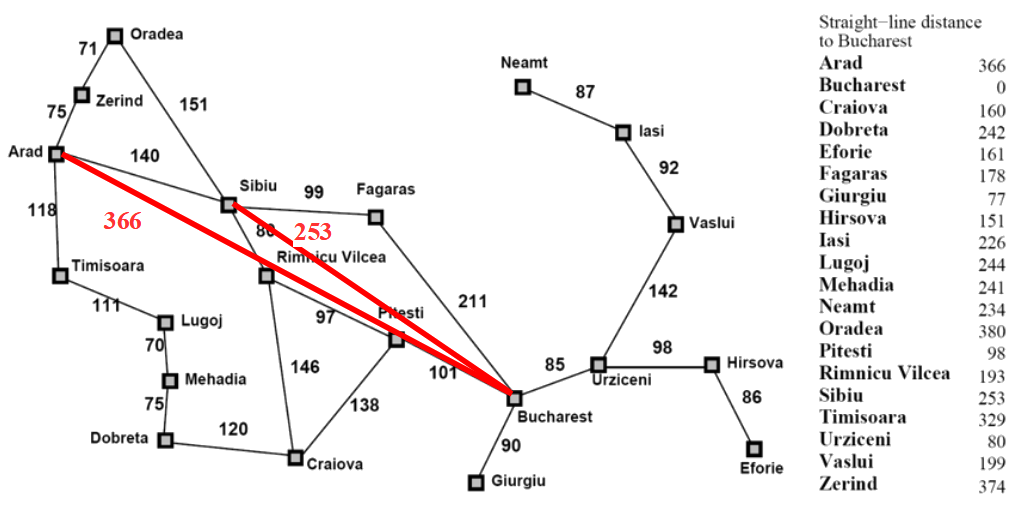 Oradea
71
Neamt
Zerind
87
151
75
Iasi
Arad
140
92
Sibiu
99
Fagaras
118
366
253
Vaslui
Rimnicu Vilcea
Timisoara
142
111
211
97
Pitesti
Lugoj
98
70
85
Hirsova
146
101
Urziceni
Mehadia
86
75
138
Bucharest
120
Dobreta
90
Craiova
Eforie
Giurgiu
Straight−line distance
to Bucharest
Arad 366
Bucharest 0
Craiova 160
Dobreta 242
Eforie 161
Fagaras 178
Giurgiu 77
Hirsova 151
Iasi 226
Lugoj 244
Mehadia 241
Neamt 234
Oradea 380
Pitesti 98
Rimnicu Vilcea 193
Sibiu 253
Timisoara 329
Urziceni 80
Vaslui 199
Zerind 374